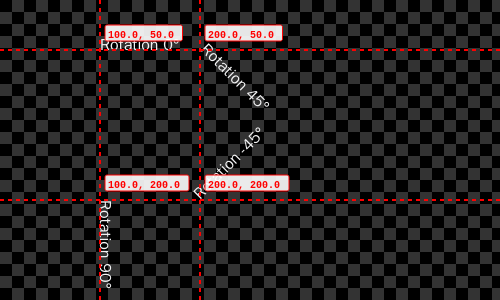 100.0, 50.0
200.0, 50.0
Rotation 0°
Rotation 45°
Rotation -45°
100.0, 200.0
200.0, 200.0
Rotation 90°